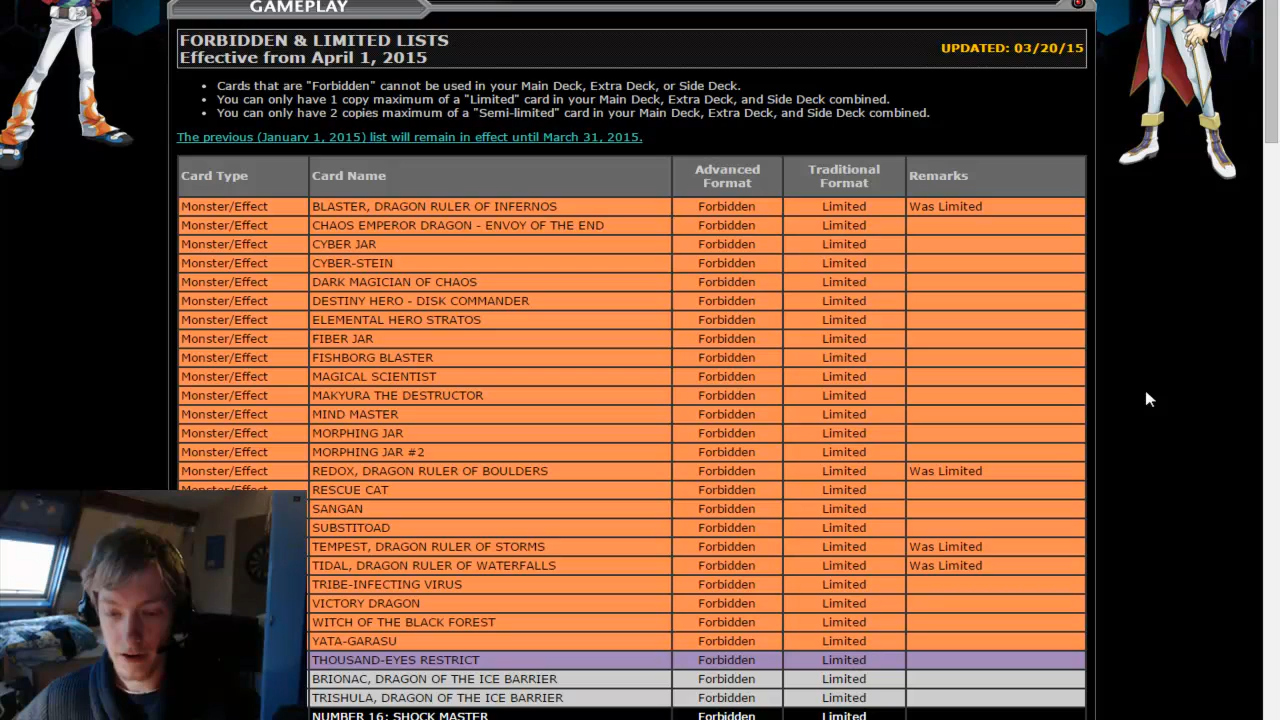 GAMEPLAY
FORBIDDEN & LIMITED LISTS
Effective from April 1, 2015
UPDATED: 03/20/15
• Cards that are "Forbidden" cannot be used in your Main Deck, Extra Deck, or Side Deck.
• You can only have 1 copy maximum of a "Limited" card in your Main Deck, Extra Deck, and Side Deck combined.
• You can only have 2 copies maximum of a "Semi-limited" card in your Main Deck, Extra Deck, and Side Deck combined.
The previous (January 1, 2015) list will remain in effect until March 31, 2015.
Card Type Card Name Advanced Format Traditional Format Remarks
Monster/Effect BLASTER, DRAGON RULER OF INFERNOS Forbidden Limited Was Limited
Monster/Effect CHAOS EMPEROR DRAGON - ENVOY OF THE END Forbidden Limited
Monster/Effect CYBER JAR Forbidden Limited
Monster/Effect CYBER-STEIN Forbidden Limited
Monster/Effect DARK MAGICIAN OF CHAOS Forbidden Limited
Monster/Effect DESTINY HERO - DISK COMMANDER Forbidden Limited
Monster/Effect ELEMENTAL HERO STRATOS Forbidden Limited
Monster/Effect FIBER JAR Forbidden Limited
Monster/Effect FISHBORG BLASTER Forbidden Limited
Monster/Effect MAGICAL SCIENTIST Forbidden Limited
Monster/Effect MAKYURA THE DESTRUCTOR Forbidden Limited
Monster/Effect MIND MASTER Forbidden Limited
Monster/Effect MORPHING JAR Forbidden Limited
Monster/Effect MORPHING JAR #2 Forbidden Limited
Monster/Effect REDOX, DRAGON RULER OF BOULDERS Forbidden Limited Was Limited
Monster/Effect RESCUE CAT Forbidden Limited
SANGAN Forbidden Limited
SUBSTITOAD Forbidden Limited
TEMPEST, DRAGON RULER OF STORMS Forbidden Limited Was Limited
TIDAL, DRAGON RULER OF WATERFALLS Forbidden Limited Was Limited
TRIBE-INFECTING VIRUS Forbidden Limited
VICTORY DRAGON Forbidden Limited
WITCH OF THE BLACK FOREST Forbidden Limited
YATA-GARASU Forbidden Limited
THOUSAND-EYES RESTRICT Forbidden Limited
BRIONAC, DRAGON OF THE ICE BARRIER Forbidden Limited
TRISHULA, DRAGON OF THE ICE BARRIER Forbidden Limited
NUMBER 16: SHOCK MASTER Forbidden Limited